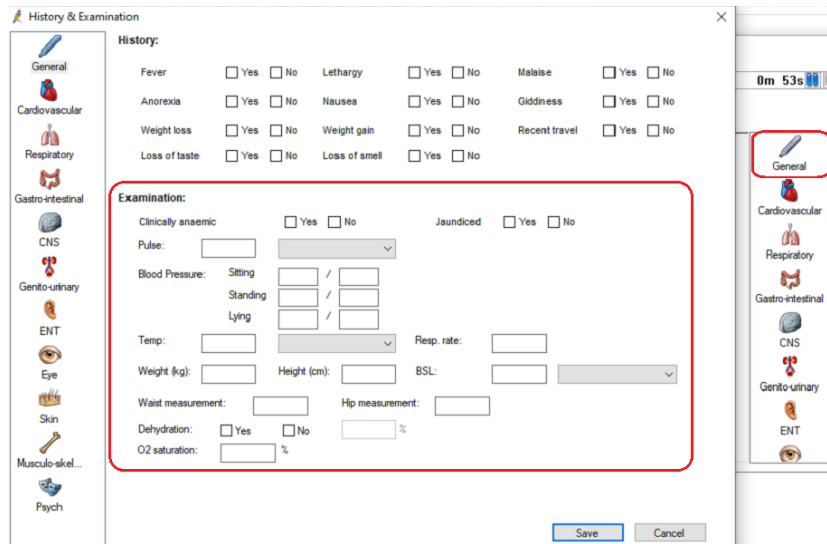 History & Examination
General
Cardiovascular
Respiratory
Gastro-intestinal
CNS
Genito-urinary
ENT
Eye
Skin
Musculo-skel...
Psych
History:
Fever Yes No Lethargy Yes No Malaise Yes No
Anorexia Yes No Nausea Yes No Giddiness Yes No
Weight loss Yes No Weight gain Yes No Recent travel Yes No
Loss of taste Yes No Loss of smell Yes No
Examination:
Clinically anaemic Yes No Jaundiced Yes No
Pulse:
Blood Pressure: Sitting /
Standing /
Lying /
Temp: Resp. rate:
Weight (kg): Height (cm): BSL:
Waist measurement: Hip measurement:
Dehydration: Yes No %
O2 saturation: %
Save Cancel
0m 53s
General
Cardiovascular
Respiratory
Gastro-intestinal
CNS
Genito-urinary
ENT